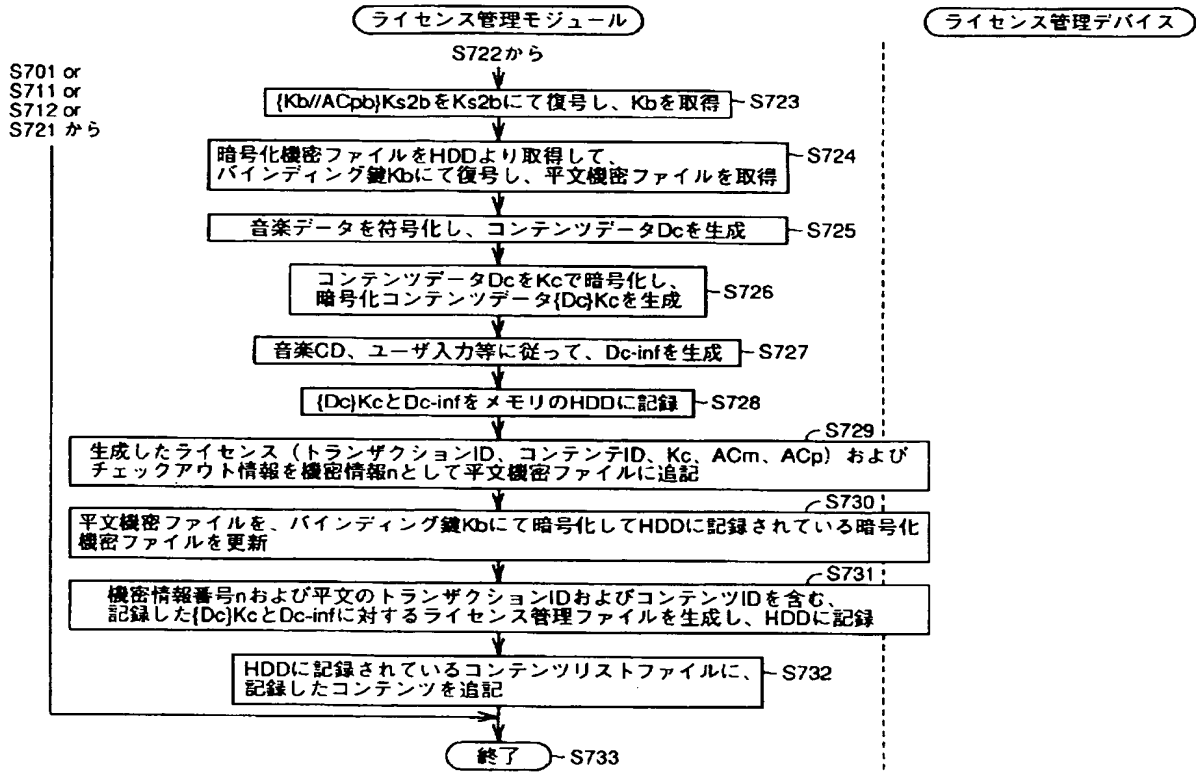 ライセンス管理モジュール
ライセンス管理デバイス
S722から
S701 or
S711 or
S712 or
S721 から
{Kb//ACpb}Ks2bをKs2bにて復号し、Kbを取得
S723
暗号化機密ファイルをHDDより取得して、
バインディング鍵Kbにて復号し、平文機密ファイルを取得
S724
音楽データを符号化し、コンテンツデータDcを生成
S725
コンテンツデータDcをKcで暗号化し、
暗号化コンテンツデータ{Dc}Kcを生成
S726
音楽CD、ユーザ入力等に従って、Dc-infを生成
S727
{Dc}KcとDc-infをメモリのHDDに記録
S728
S729
生成したライセンス（トランザクションID、コンテンテID、Kc、ACm、ACp）および
チェックアウト情報を機密情報nとして平文機密ファイルに追記
S730
平文機密ファイルを、バインディング鍵Kbにて暗号化してHDDに記録されている暗号化
機密ファイルを更新
S731
機密情報番号nおよび平文のトランザクションIDおよびコンテンツIDを含む、
記録した{Dc}KcとDc-infに対するライセンス管理ファイルを生成し、HDDに記録
HDDに記録されているコンテンツリストファイルに、
記録したコンテンツを追記
S732
終了
S733